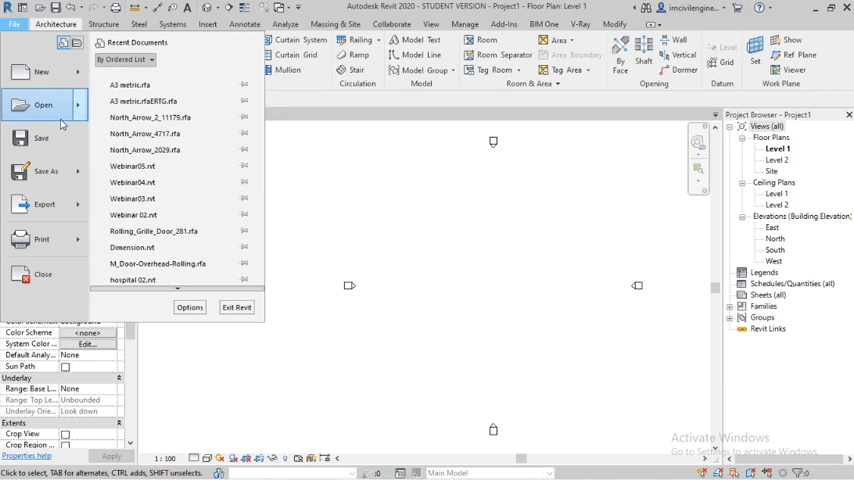 Autodesk Revit 2020 - STUDENT VERSION - Project1 - Floor Plan: Level 1
imcivilengine...
File Architecture Structure Steel Systems Insert Annotate Analyze Massing & Site Collaborate View Manage Add-Ins BIM One V-Ray Modify
Recent Documents
By Ordered List
New
Open
Save
Save As
Export
Print
Close
A3 metric.rfa
A3 metric.rfaERTG.rfa
North_Arrow_2_11179.rfa
North_Arrow_4717.rfa
North_Arrow_2029.rfa
Webinar05.rvt
Webinar04.rvt
Webinar03.rvt
Webinar 02.rvt
Rolling_Grille_Door_281.rfa
Dimension.rvt
M_Door-Overhead-Rolling.rfa
hospital 02.rvt
Options Exit Revit
Curtain System Railing Model Text Room Area Wall Level Show
Curtain Grid Ramp Model Line Room Separator Area Boundary Vertical Grid Ref Plane
Mullion Stair Model Group Tag Room Tag Area Dormer Viewer
By Face Shaft Set
Circulation Model Room & Area Opening Datum Work Plane
Project Browser - Project1
Views (all)
Floor Plans
Level 1
Level 2
Site
Ceiling Plans
Level 1
Level 2
Elevations (Building Elevation)
East
North
South
West
Legends
Schedules/Quantities (all)
Sheets (all)
Families
Groups
Revit Links
Color Scheme <none>
System Color ... Edit...
Default Analy... None
Sun Path
Underlay
Range: Base L... None
Range: Top L... Unbounded
Underlay Orie... Look down
Extents
Crop View
Crop Region ...
Properties help Apply
1 : 100
Activate Windows
Go to Settings to activate Windows.
Click to select, TAB for alternates, CTRL adds, SHIFT unselects. :0 Main Model :0